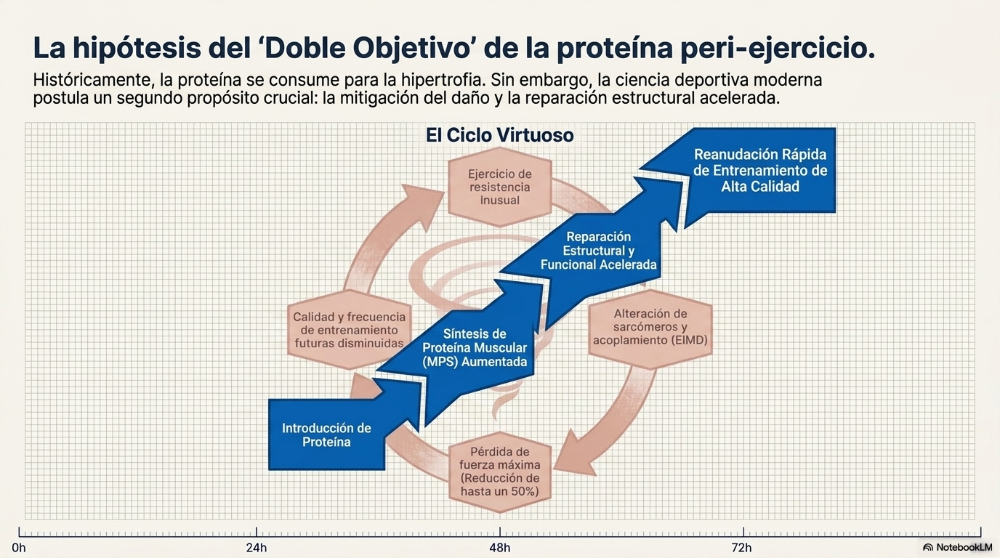 La hipótesis del ‘Doble Objetivo’ de la proteína peri-ejercicio.
Históricamente, la proteína se consume para la hipertrofia. Sin embargo, la ciencia deportiva moderna
postula un segundo propósito crucial: la mitigación del daño y la reparación estructural acelerada.
El Ciclo Virtuoso
Ejercicio de
resistencia
Inusual
Reanudación Rápida
de Entrenamiento de
Alta Calidad
Reparación
Estructural y
Funcional Acelerada
Calidad y frecuencia
de entrenamiento
futuras disminuidas
Síntesis de
Proteína Muscular
(MPS) Aumentada
Alteración de
sarcómeros y
acoplamiento (EIMD)
Introducción de
Proteína
Pérdida de
fuerza máxima
(Reducción de
hasta un 50%)
0h
24h
48h
72h
NotebookLM